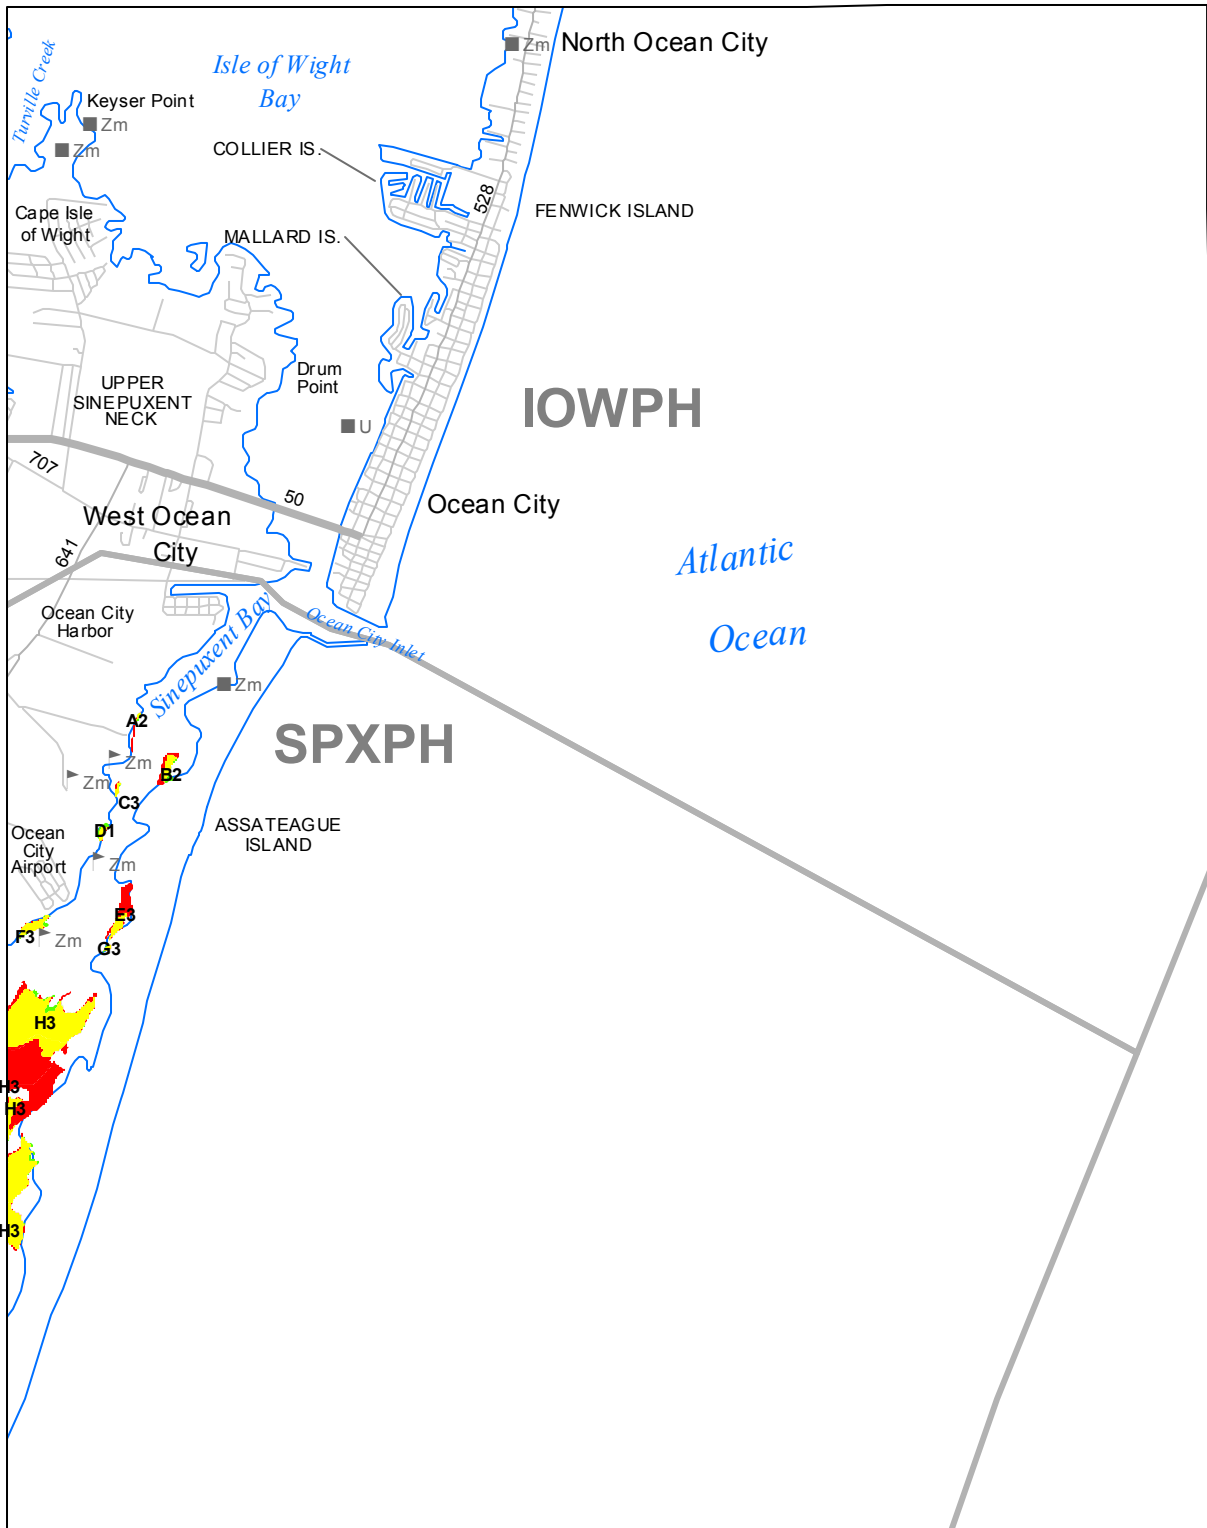 Zm North Ocean City
Isle of Wight
Bay
Turville Creek
Keyser Point
Zm
Zm
COLLIER IS.
528
FENWICK ISLAND
Cape Isle
of Wight
MALLARD IS.
Drum
Point
UPPER
SINEPUXENT
NECK
IOWPH
U
707
50
Ocean City
West Ocean
City
641
Atlantic
Ocean
Ocean City
Harbor
Sinepuxent Bay
Ocean City Inlet
Zm
A2
SPXPH
Zm
B2
Zm
C3
ASSATEAGUE
ISLAND
D1
Ocean
City
Airport
Zm
E3
F3
Zm
G3
H3
H3
H3
H3